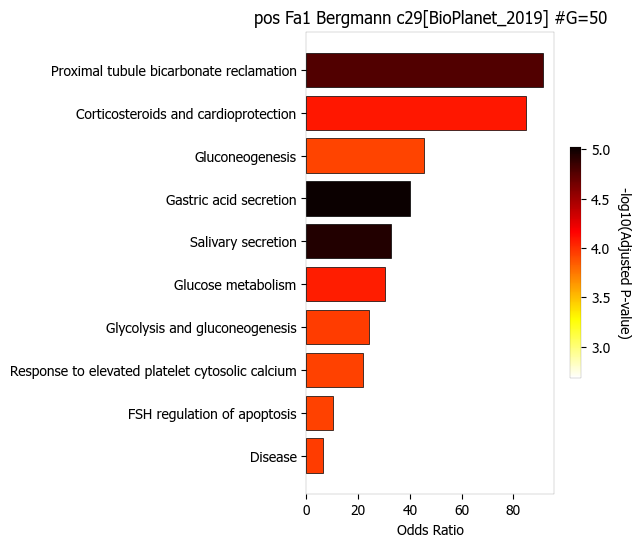 pos Fa1 Bergmann c29[BioPlanet_2019] #G=50
Proximal tubule bicarbonate reclamation
Corticosteroids and cardioprotection
Gluconeogenesis
Gastric acid secretion
Salivary secretion
Glucose metabolism
Glycolysis and gluconeogenesis
Response to elevated platelet cytosolic calcium
FSH regulation of apoptosis
Disease
0 20 40 60 80
Odds Ratio
5.0
4.5
4.0
3.5
3.0
-log10(Adjusted P-value)